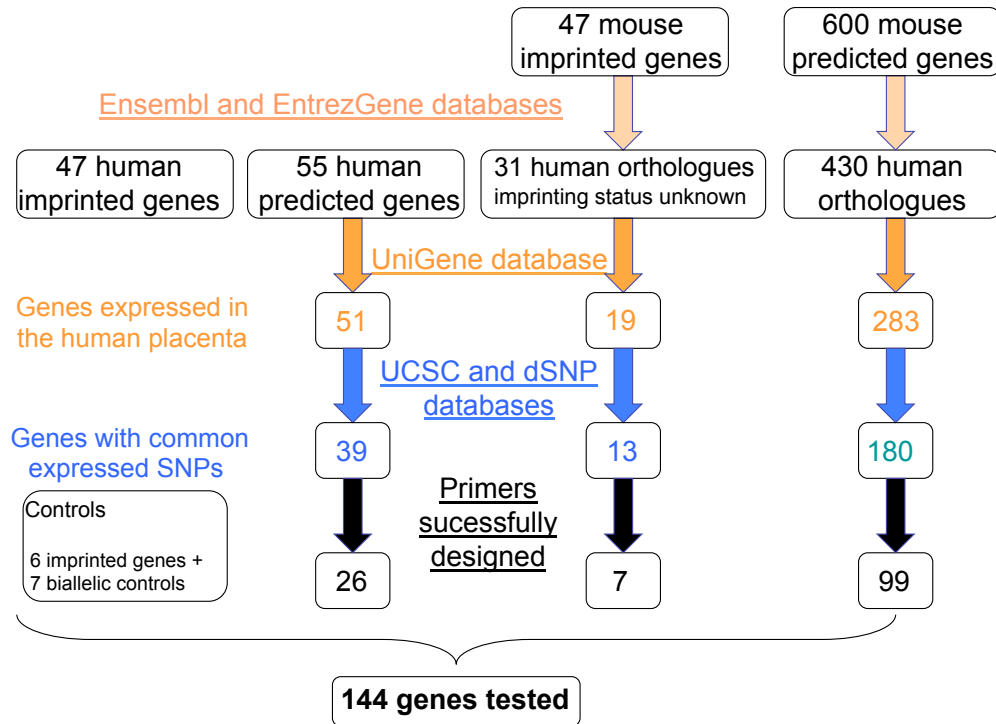 47 mouse
imprinted genes
600 mouse
predicted genes
Ensembl and EntrezGene databases
47 human
imprinted genes
55 human
predicted genes
31 human orthologues
imprinting status unknown
430 human
orthologues
UniGene database
Genes expressed in
the human placenta
51
19
283
UCSC and dSNP
databases
Genes with common
expressed SNPs
39
13
180
Controls
6 imprinted genes +
7 biallelic controls
Primers
sucessfully
designed
26
7
99
144 genes tested